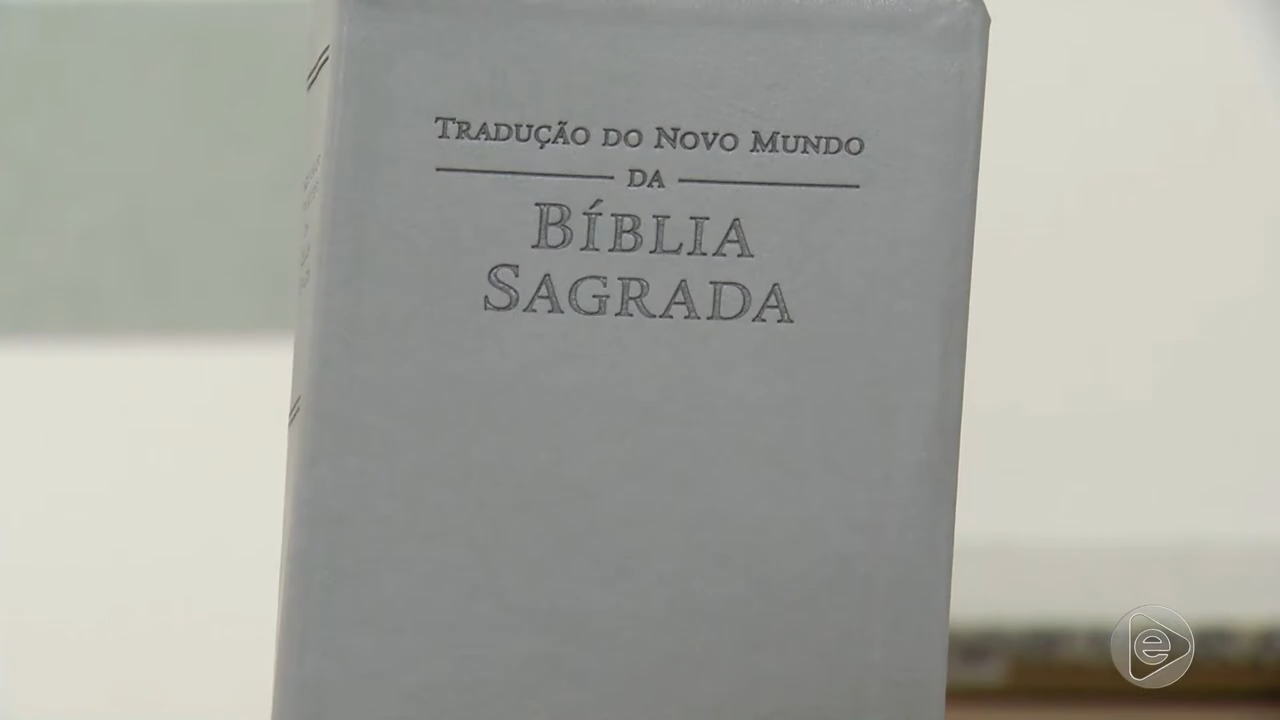 TRADUÇÃO DO NOVO MUNDO
DA
BÍBLIA
SAGRADA
e